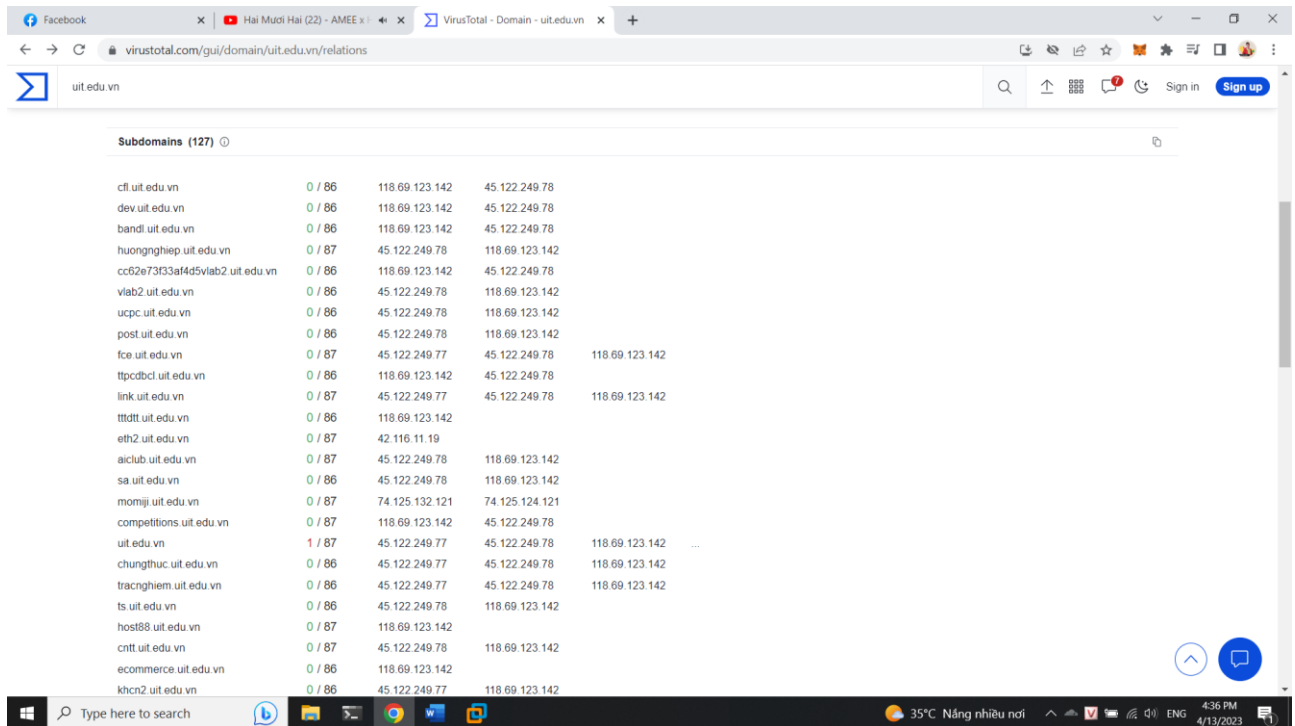 Facebook
Hai Mươi Hai (22) - AMEE x
VirusTotal - Domain - uit.edu.vn
virustotal.com/gui/domain/uit.edu.vn/relations
uit.edu.vn
7
Sign in
Sign up
Subdomains (127)
cfl.uit.edu.vn 0 / 86 118.69.123.142 45.122.249.78
dev.uit.edu.vn 0 / 86 118.69.123.142 45.122.249.78
bandl.uit.edu.vn 0 / 86 118.69.123.142 45.122.249.78
huongnghiep.uit.edu.vn 0 / 87 45.122.249.78 118.69.123.142
cc62e73f33af4d5vlab2.uit.edu.vn 0 / 86 118.69.123.142 45.122.249.78
vlab2.uit.edu.vn 0 / 86 45.122.249.78 118.69.123.142
ucpc.uit.edu.vn 0 / 86 45.122.249.78 118.69.123.142
post.uit.edu.vn 0 / 86 45.122.249.78 118.69.123.142
fce.uit.edu.vn 0 / 87 45.122.249.77 45.122.249.78 118.69.123.142
ttpcdbcl.uit.edu.vn 0 / 86 118.69.123.142 45.122.249.78
link.uit.edu.vn 0 / 87 45.122.249.77 45.122.249.78 118.69.123.142
tttdtt.uit.edu.vn 0 / 86 118.69.123.142
eth2.uit.edu.vn 0 / 87 42.116.11.19
aiclub.uit.edu.vn 0 / 87 45.122.249.78 118.69.123.142
sa.uit.edu.vn 0 / 86 45.122.249.78 118.69.123.142
momiji.uit.edu.vn 0 / 87 74.125.132.121 74.125.124.121
competitions.uit.edu.vn 0 / 87 118.69.123.142 45.122.249.78
uit.edu.vn 1 / 87 45.122.249.77 45.122.249.78 118.69.123.142 ...
chungthuc.uit.edu.vn 0 / 86 45.122.249.77 45.122.249.78 118.69.123.142
tracnghiem.uit.edu.vn 0 / 86 45.122.249.77 45.122.249.78 118.69.123.142
ts.uit.edu.vn 0 / 86 45.122.249.78 118.69.123.142
host88.uit.edu.vn 0 / 87 118.69.123.142
cntt.uit.edu.vn 0 / 87 45.122.249.78 118.69.123.142
ecommerce.uit.edu.vn 0 / 86 118.69.123.142
khcn2.uit.edu.vn 0 / 86 45.122.249.77 118.69.123.142
Type here to search
35°C Nắng nhiều nơi
ENG
4:36 PM
4/13/2023